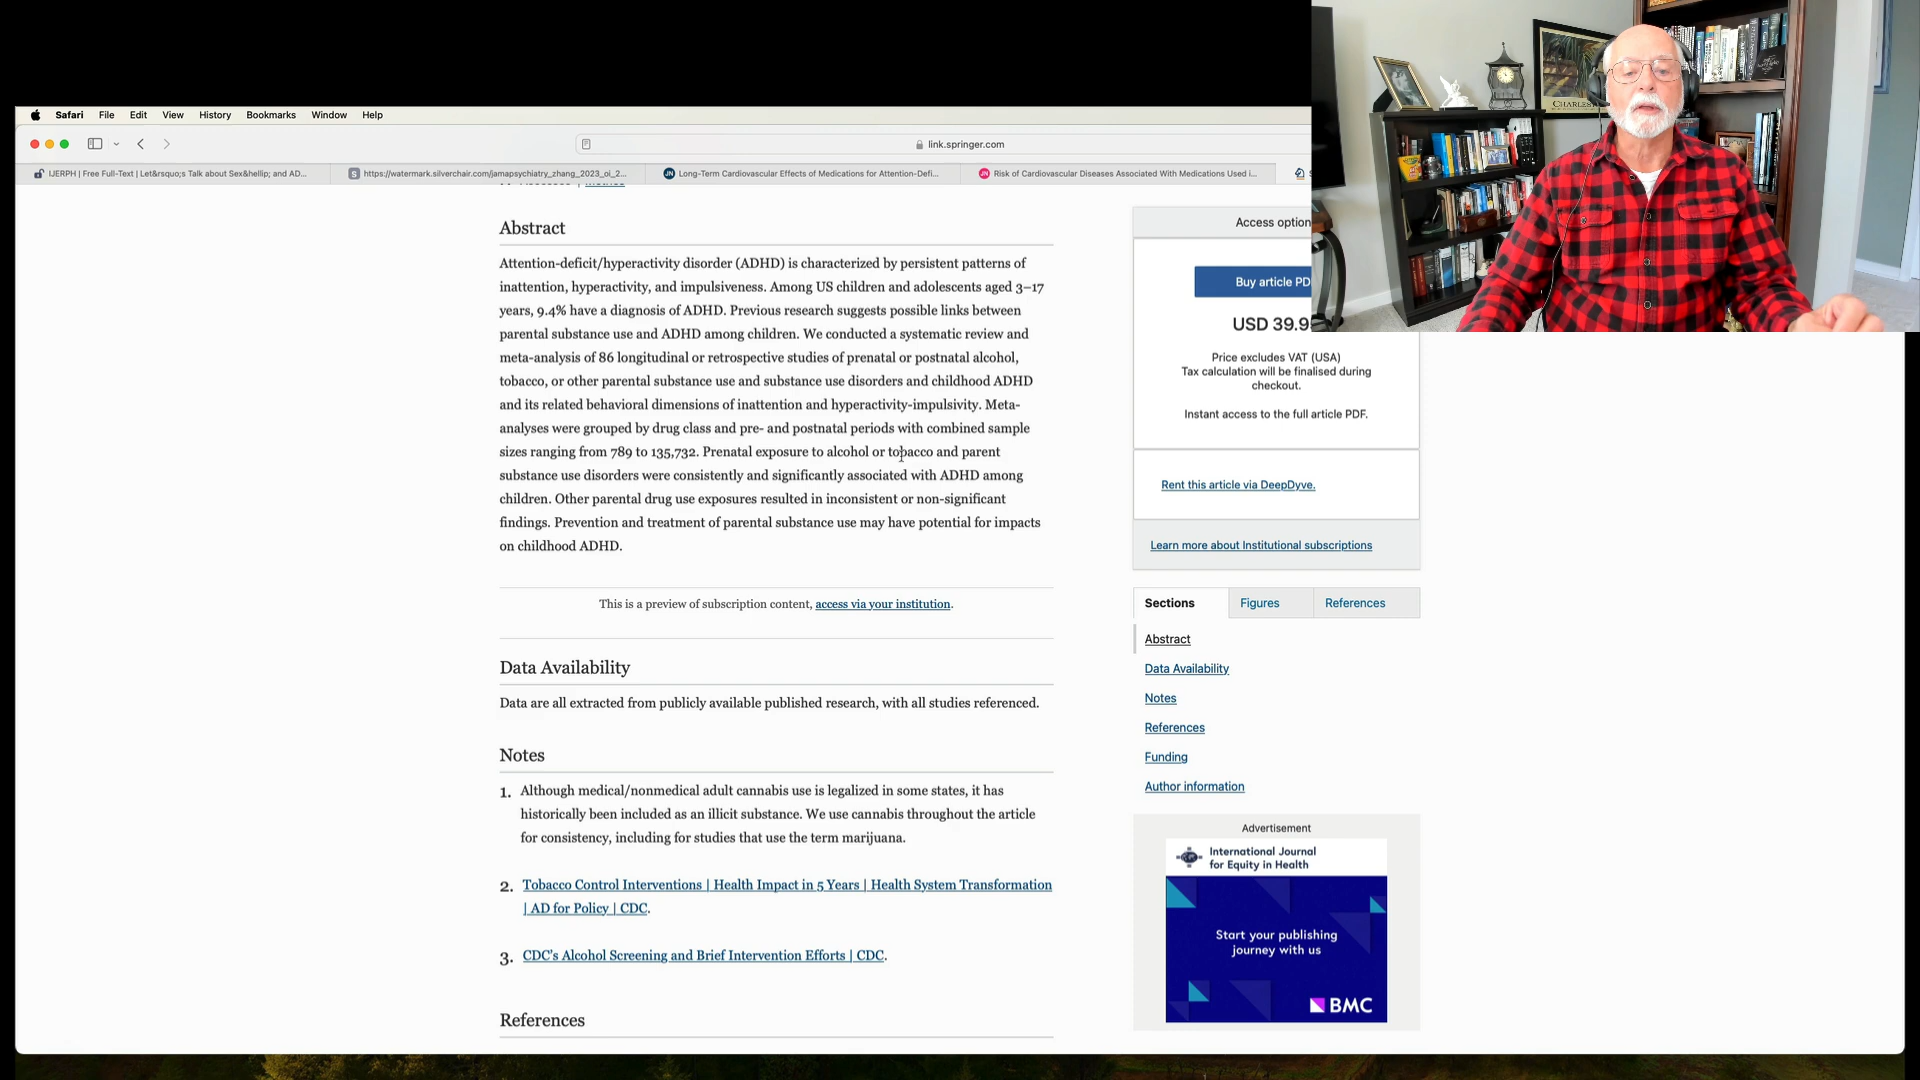 Safari File Edit View History Bookmarks Window Help
link.springer.com
IJERPH | Free Full-Text | Let&rsquo;s Talk about Sex&hellip; and AD...
S https://watermark.silverchair.com/jamapsychiatry_zhang_2023_oi_2...
JN Long-Term Cardiovascular Effects of Medications for Attention-Defi...
JN Risk of Cardiovascular Diseases Associated With Medications Used i...
CHARLES
Abstract
Attention-deficit/hyperactivity disorder (ADHD) is characterized by persistent patterns of
inattention, hyperactivity, and impulsiveness. Among US children and adolescents aged 3–17
years, 9.4% have a diagnosis of ADHD. Previous research suggests possible links between
parental substance use and ADHD among children. We conducted a systematic review and
meta-analysis of 86 longitudinal or retrospective studies of prenatal or postnatal alcohol,
tobacco, or other parental substance use and substance use disorders and childhood ADHD
and its related behavioral dimensions of inattention and hyperactivity-impulsivity. Meta-
analyses were grouped by drug class and pre- and postnatal periods with combined sample
sizes ranging from 789 to 135,732. Prenatal exposure to alcohol or tobacco and parent
substance use disorders were consistently and significantly associated with ADHD among
children. Other parental drug use exposures resulted in inconsistent or non-significant
findings. Prevention and treatment of parental substance use may have potential for impacts
on childhood ADHD.
This is a preview of subscription content, access via your institution.
Data Availability
Data are all extracted from publicly available published research, with all studies referenced.
Notes
1. Although medical/nonmedical adult cannabis use is legalized in some states, it has
historically been included as an illicit substance. We use cannabis throughout the article
for consistency, including for studies that use the term marijuana.
2. Tobacco Control Interventions | Health Impact in 5 Years | Health System Transformation
| AD for Policy | CDC.
3. CDC's Alcohol Screening and Brief Intervention Efforts | CDC.
References
Access option
Buy article PD
USD 39.9
Price excludes VAT (USA)
Tax calculation will be finalised during
checkout.
Instant access to the full article PDF.
Rent this article via DeepDyve.
Learn more about Institutional subscriptions
Sections Figures References
Abstract
Data Availability
Notes
References
Funding
Author information
Advertisement
International Journal
for Equity in Health
Start your publishing
journey with us
BMC